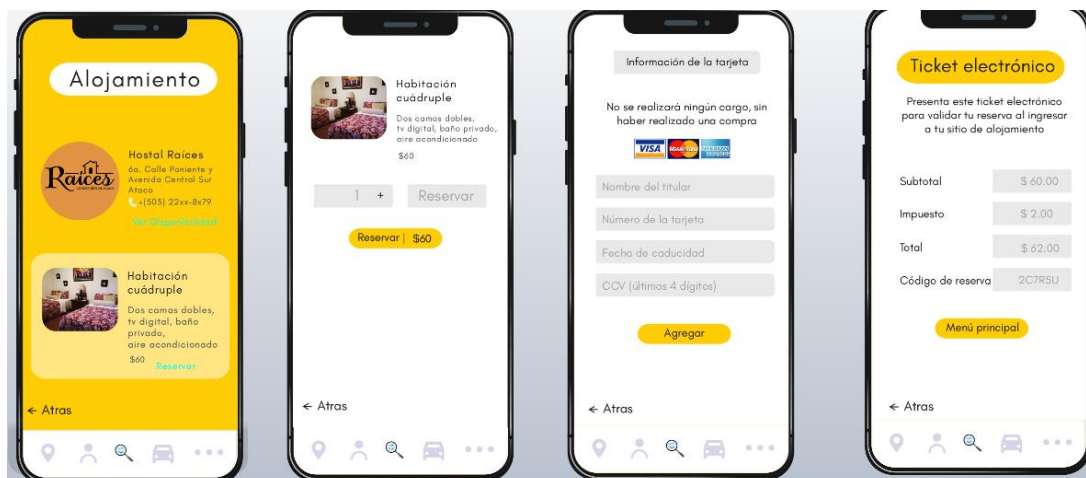 Alojamiento
Raíces
Hostal Raíces
6a. Calle Poniente y
Avenida Central Sur
Ataco
+(503) 22xx-8x79
Ver Disponibilidad
Habitación
cuádruple
Dos camas dobles,
tv digital, baño
privado,
aire acondicionado
$60
Reservar
← Atras
Habitación
cuádruple
Dos camas dobles,
tv digital, baño privado,
aire acondicionado
$60
1 +
Reservar
Reservar | $60
← Atras
Información de la tarjeta
No se realizará ningún cargo, sin
haber realizado una compra
VISA MasterCard
Nombre del titular
Número de la tarjeta
Fecha de caducidad
CCV (últimos 4 dígitos)
Agregar
← Atras
Ticket electrónico
Presenta este ticket electrónico
para validar tu reserva al ingresar
a tu sitio de alojamiento
Subtotal $ 60.00
Impuesto $ 2.00
Total $ 62.00
Código de reserva 2C7R5U
Menú principal
← Atras